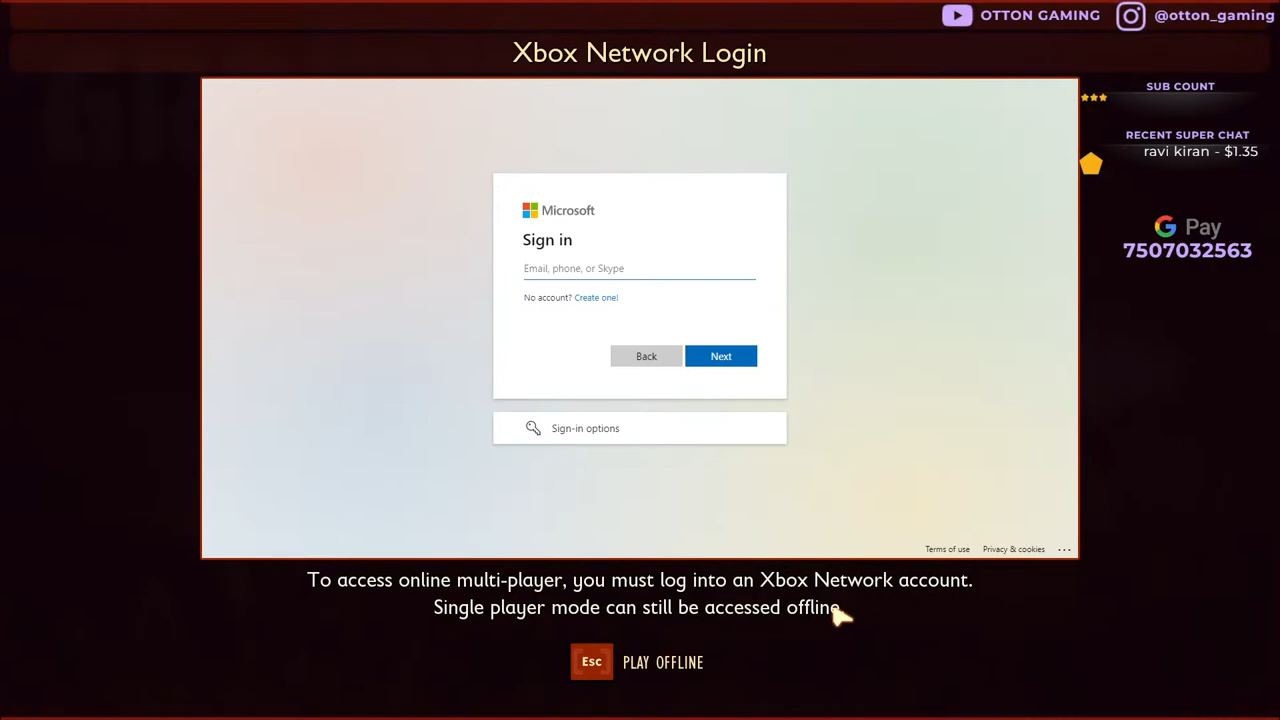 OTTON GAMING @otton_gaming
Xbox Network Login
SUB COUNT
RECENT SUPER CHAT
ravi kiran - $1.35
G Pay
7507032563
Microsoft
Sign in
Email, phone, or Skype
No account? Create one!
Back Next
Sign-in options
Terms of use Privacy & cookies ...
To access online multi-player, you must log into an Xbox Network account.
Single player mode can still be accessed offline
Esc PLAY OFFLINE